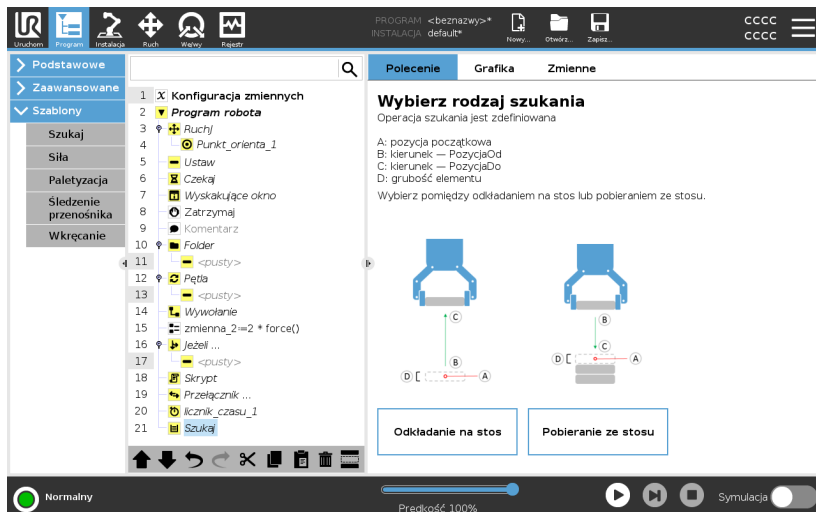 PROGRAM <beznazwy>*
INSTALACJA default*
UR
Uruchom
Program
Instalacja
Ruch
We/wy
Rejestr
Nowy...
Otwórz...
Zapisz...
CCCC
CCCC
Podstawowe
Zaawansowane
Szablony
Szukaj
Siła
Paletyzacja
Śledzenie
przenośnika
Wkręcanie
1 X Konfiguracja zmiennych
2 Program robota
3 RuchJ
4 Punkt_orienta_1
5 Ustaw
6 Czekaj
7 Wyskakujące okno
8 Zatrzymaj
9 Komentarz
10 Folder
11 <pusty>
12 Pętla
13 <pusty>
14 Wywołanie
15 zmienna_2:=2 * force()
16 Jeżeli ...
17 <pusty>
18 Skrypt
19 Przełącznik ...
20 licznik_czasu_1
21 Szukaj
Polecenie Grafika Zmienne
Wybierz rodzaj szukania
Operacja szukania jest zdefiniowana
A: pozycja początkowa
B: kierunek — PozycjaOd
C: kierunek — PozycjaDo
D: grubość elementu
Wybierz pomiędzy odkładaniem na stos lub pobieraniem ze stosu.
C
B
D A
B
C
D A
Odkładanie na stos
Pobieranie ze stosu
Normalny
Prędkość 100%
Symulacja